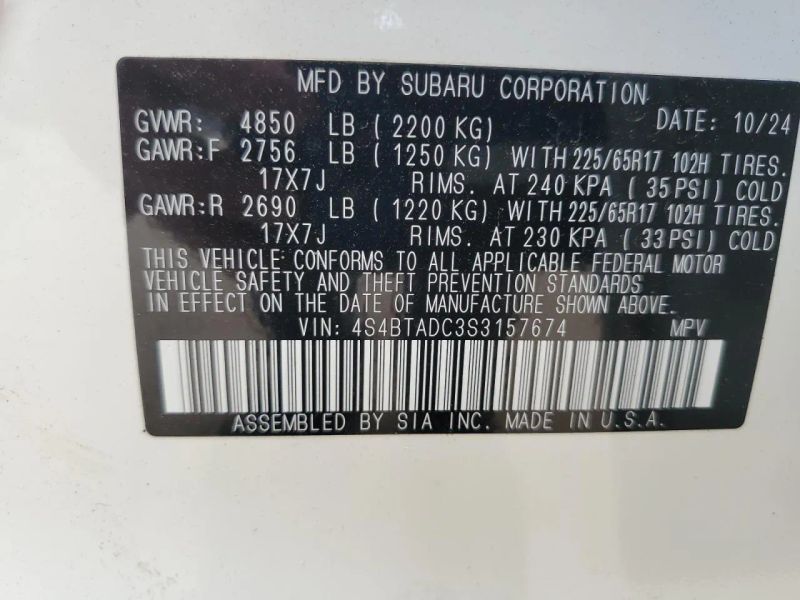 MFD BY SUBARU CORPORATION
GVWR: 4850 LB ( 2200 KG) DATE: 10/24
GAWR:F 2756 LB ( 1250 KG) WITH 225/65R17 102H TIRES.
17X7J RIMS. AT 240 KPA ( 35 PSI) COLD
GAWR:R 2690 LB ( 1220 KG) WITH 225/65R17 102H TIRES.
17X7J RIMS. AT 230 KPA ( 33 PSI) COLD
THIS VEHICLE CONFORMS TO ALL APPLICABLE FEDERAL MOTOR
VEHICLE SAFETY AND THEFT PREVENTION STANDARDS
IN EFFECT ON THE DATE OF MANUFACTURE SHOWN ABOVE.
VIN: 4S4BTADC3S3157674 MPV
ASSEMBLED BY SIA INC. MADE IN U.S.A.